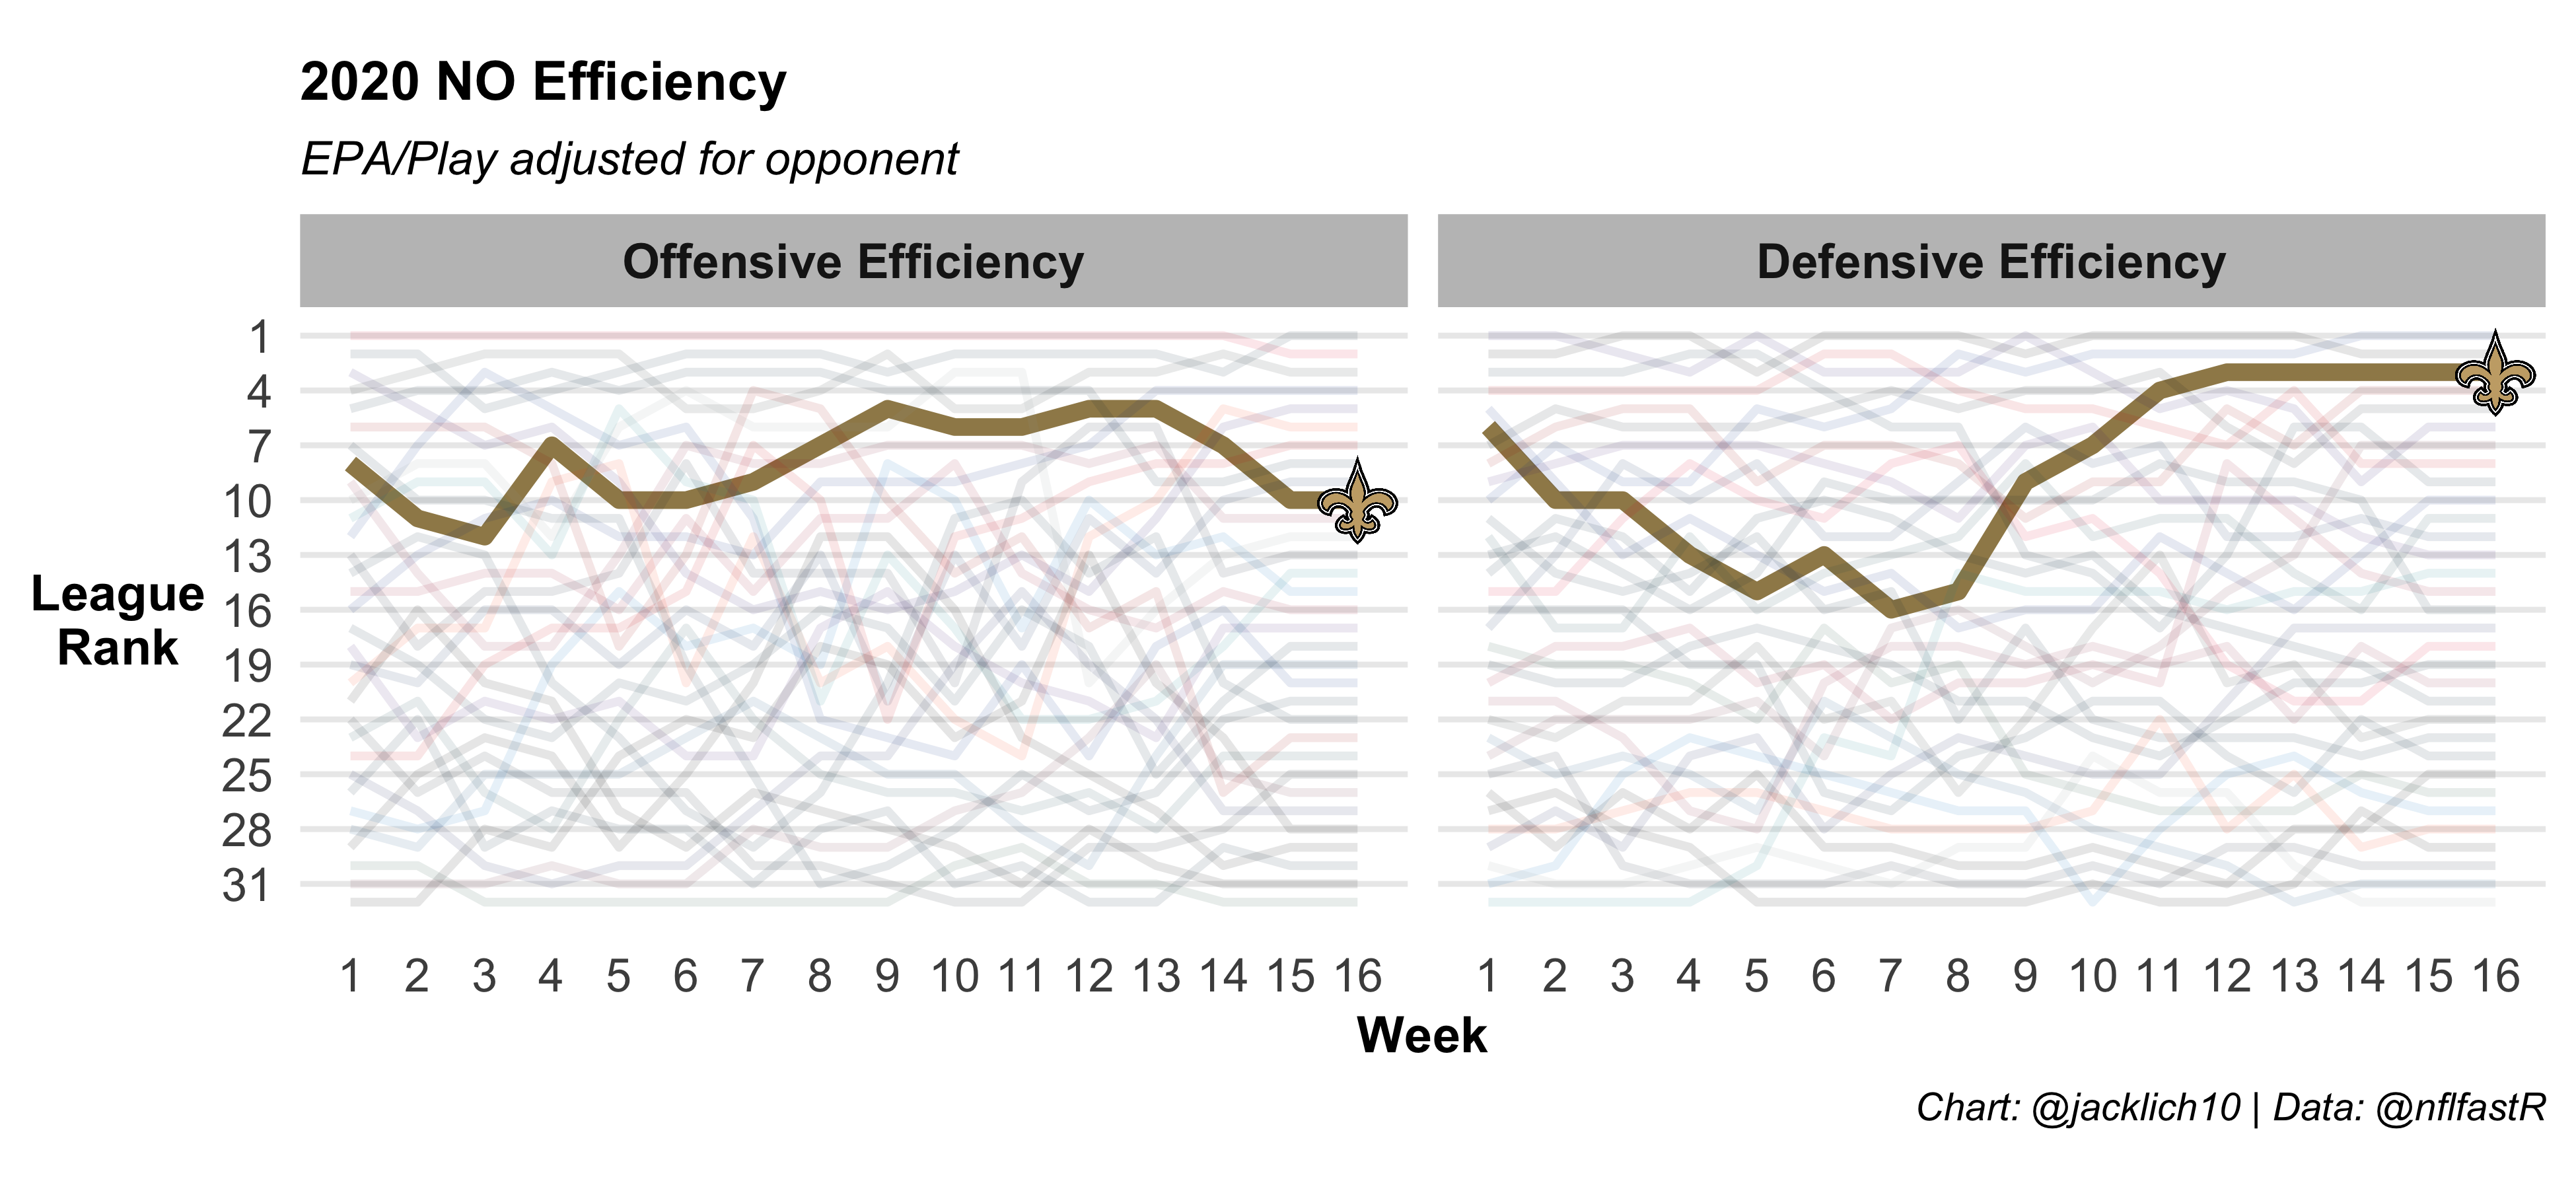 2020 NO Efficiency
EPA/Play adjusted for opponent
Offensive Efficiency
Defensive Efficiency
League
Rank
1
4
7
10
13
16
19
22
25
28
31
1 2 3 4 5 6 7 8 9 10 11 12 13 14 15 16
1 2 3 4 5 6 7 8 9 10 11 12 13 14 15 16
Week
Chart: @jacklich10 | Data: @nflfastR